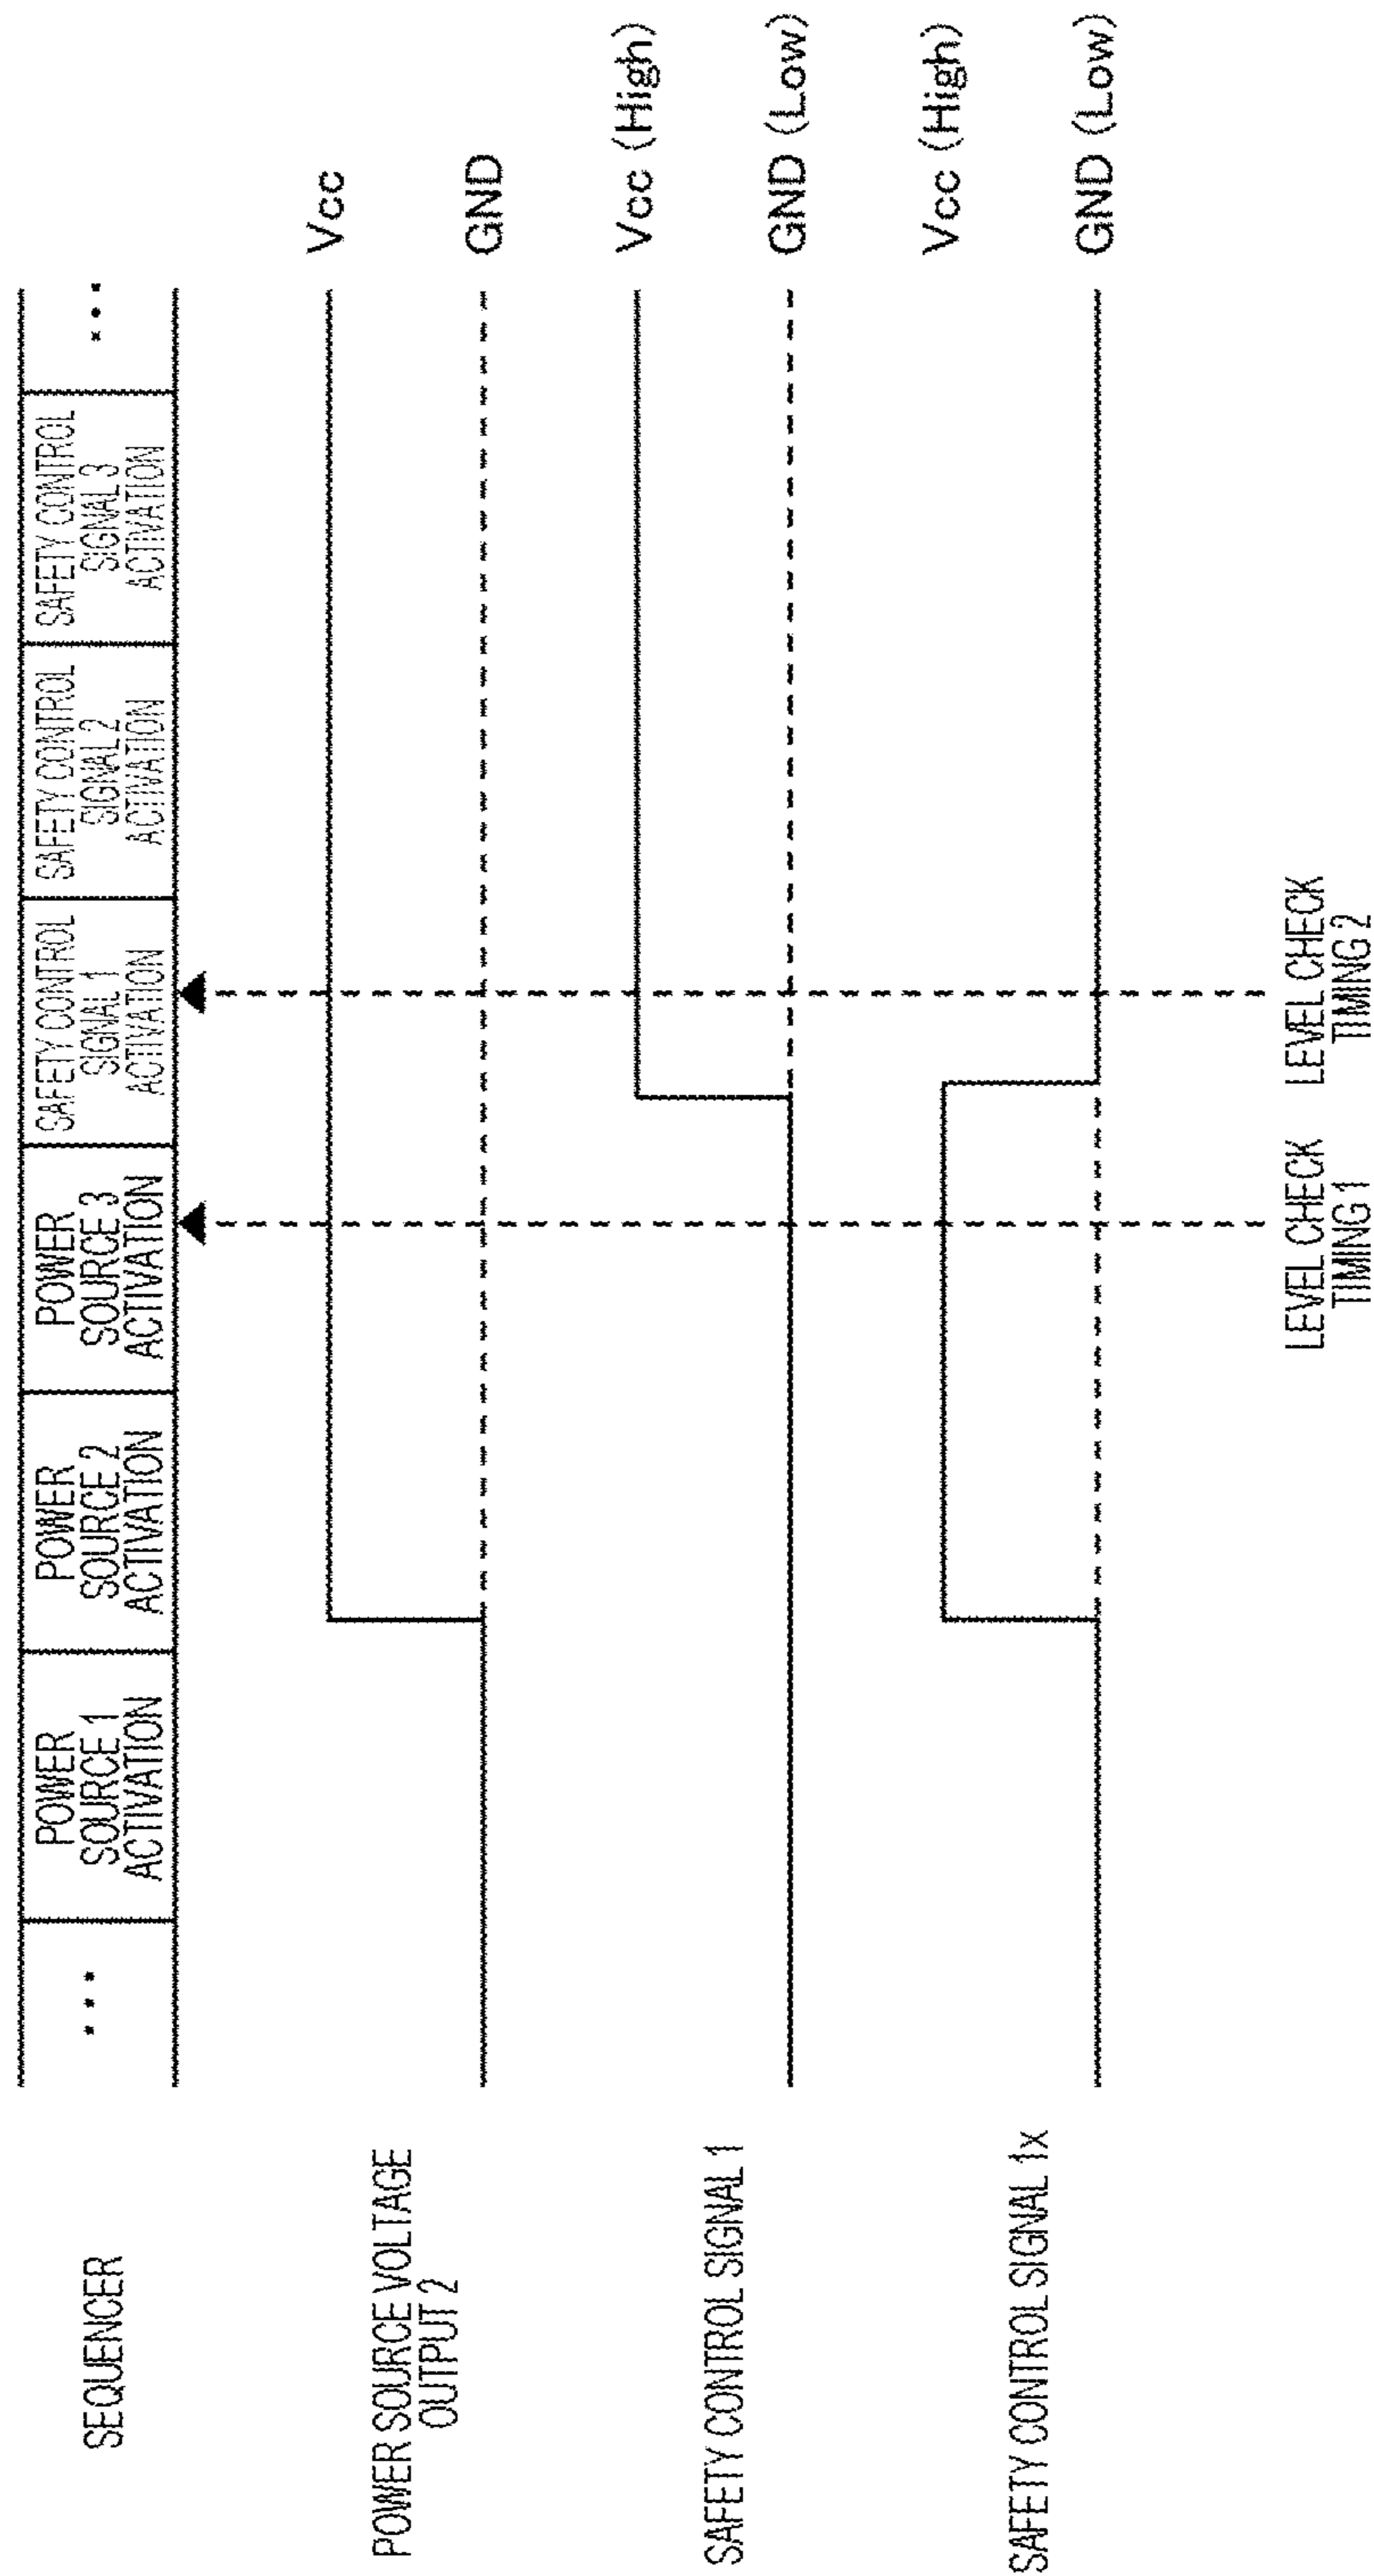 SEQUENCER
• • •
POWER
SOURCE 1
ACTIVATION
POWER
SOURCE 2
ACTIVATION
POWER
SOURCE 3
ACTIVATION
SAFETY CONTROL
SIGNAL 1
ACTIVATION
SAFETY CONTROL
SIGNAL 2
ACTIVATION
SAFETY CONTROL
SIGNAL 3
ACTIVATION
• • •
POWER SOURCE VOLTAGE
OUTPUT 2
Vcc
GND
SAFETY CONTROL SIGNAL 1
Vcc (High)
GND (Low)
SAFETY CONTROL SIGNAL 1x
Vcc (High)
GND (Low)
LEVEL CHECK
TIMING 1
LEVEL CHECK
TIMING 2